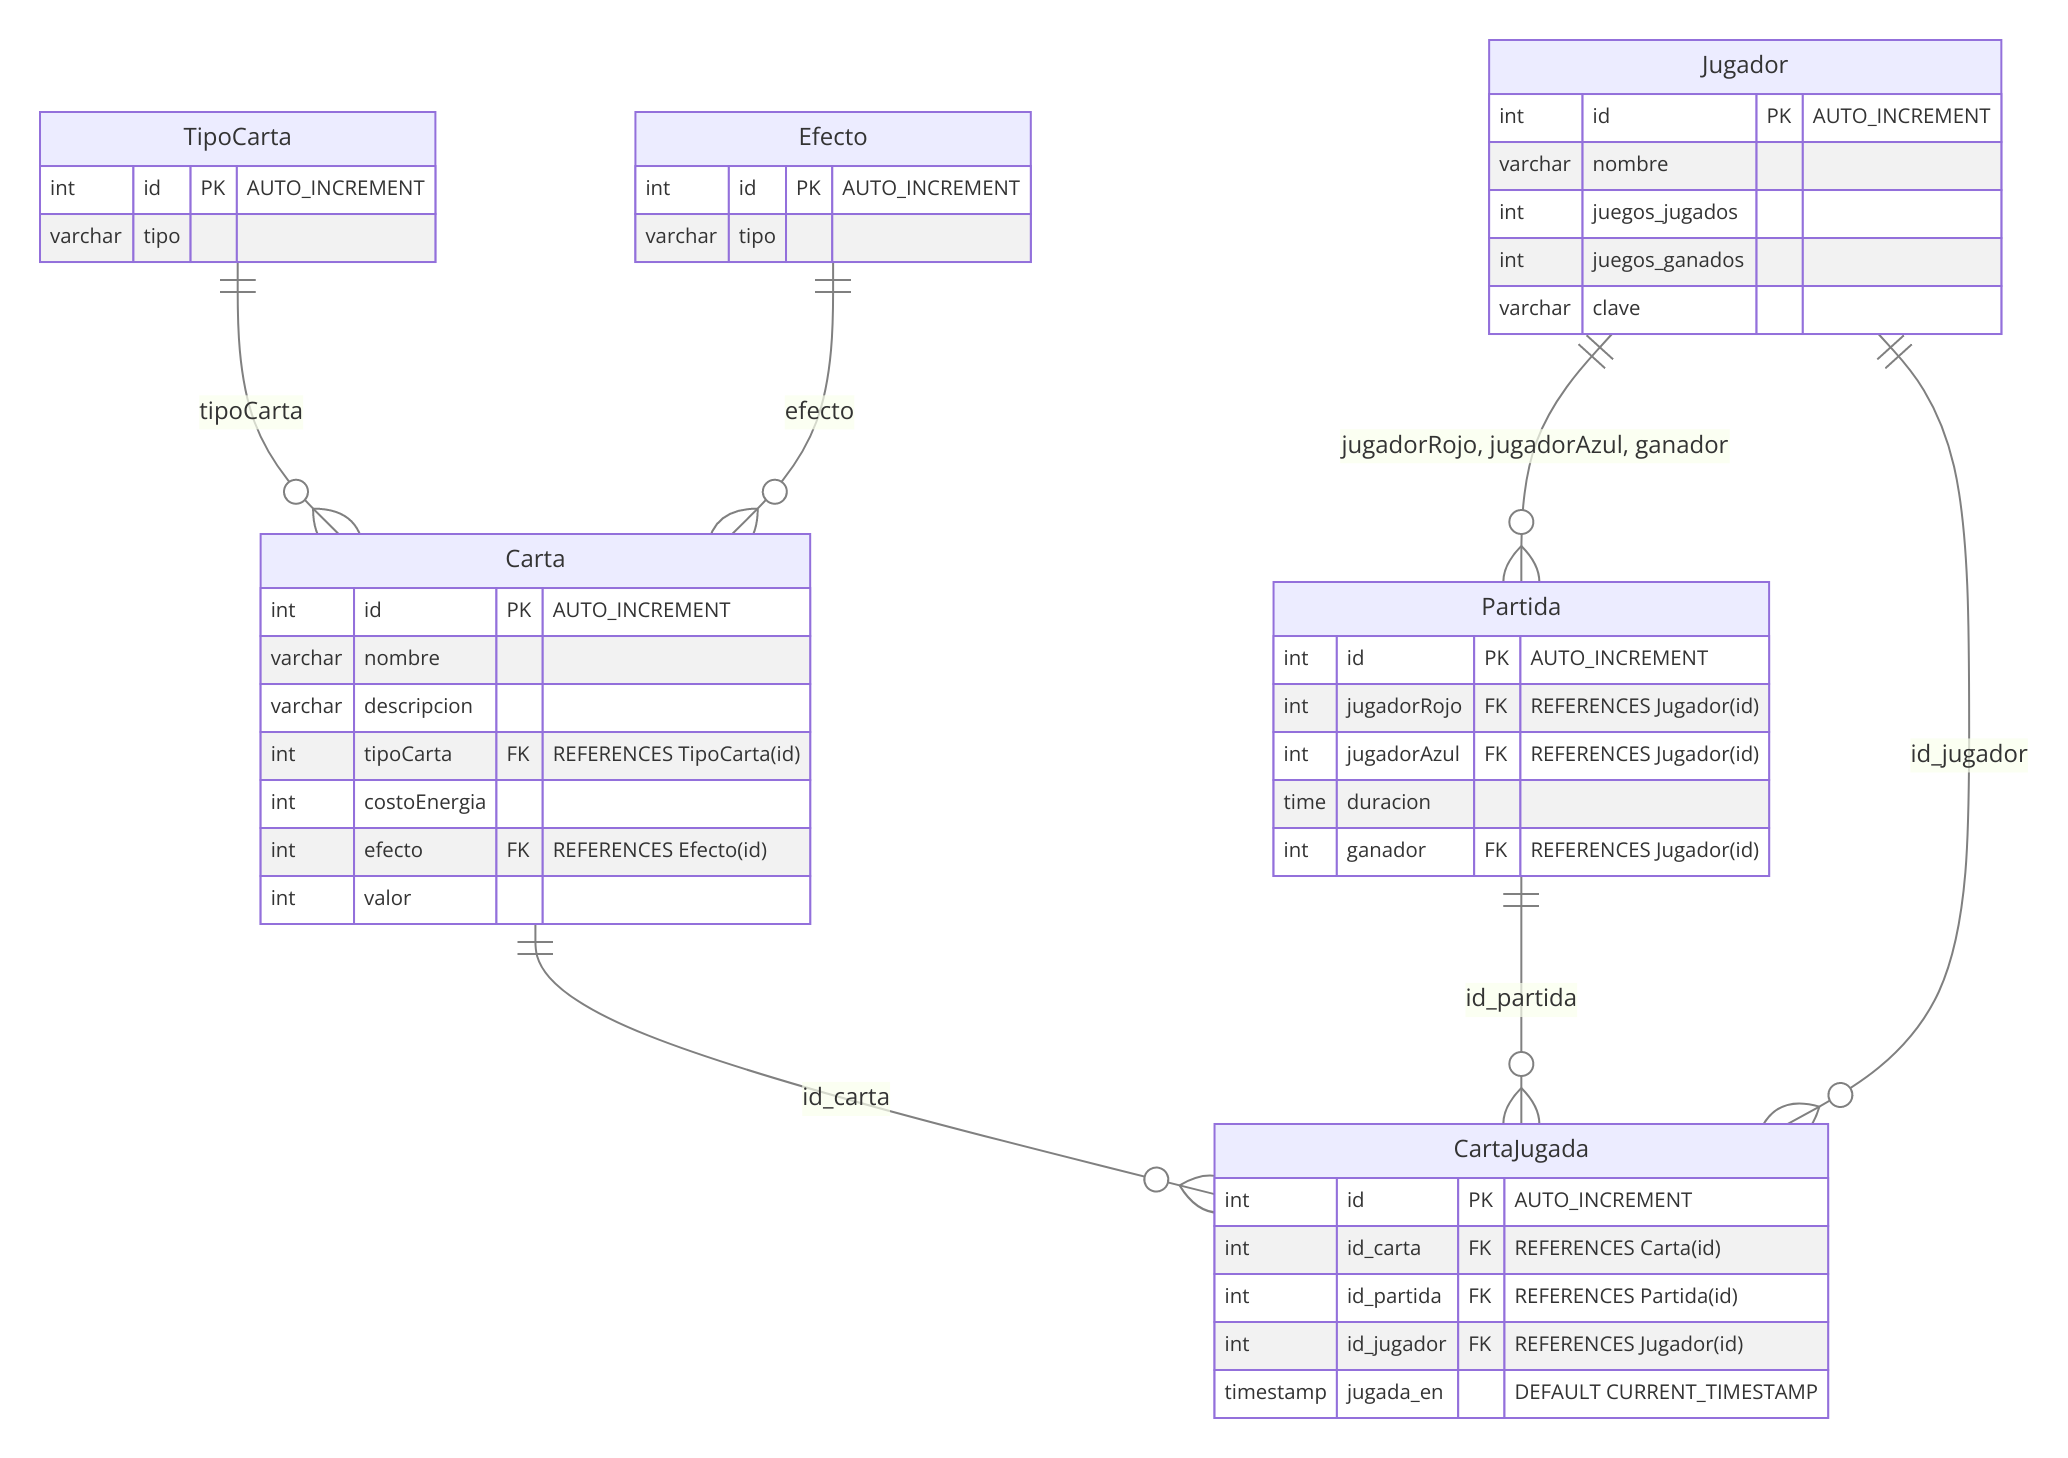 TipoCarta
int id PK AUTO_INCREMENT
varchar tipo
Efecto
int id PK AUTO_INCREMENT
varchar tipo
Jugador
int id PK AUTO_INCREMENT
varchar nombre
int juegos_jugados
int juegos_ganados
varchar clave
tipoCarta
efecto
jugadorRojo, jugadorAzul, ganador
Carta
int id PK AUTO_INCREMENT
varchar nombre
varchar descripcion
int tipoCarta FK REFERENCES TipoCarta(id)
int costoEnergia
int efecto FK REFERENCES Efecto(id)
int valor
Partida
int id PK AUTO_INCREMENT
int jugadorRojo FK REFERENCES Jugador(id)
int jugadorAzul FK REFERENCES Jugador(id)
time duracion
int ganador FK REFERENCES Jugador(id)
id_jugador
id_partida
id_carta
CartaJugada
int id PK AUTO_INCREMENT
int id_carta FK REFERENCES Carta(id)
int id_partida FK REFERENCES Partida(id)
int id_jugador FK REFERENCES Jugador(id)
timestamp jugada_en DEFAULT CURRENT_TIMESTAMP